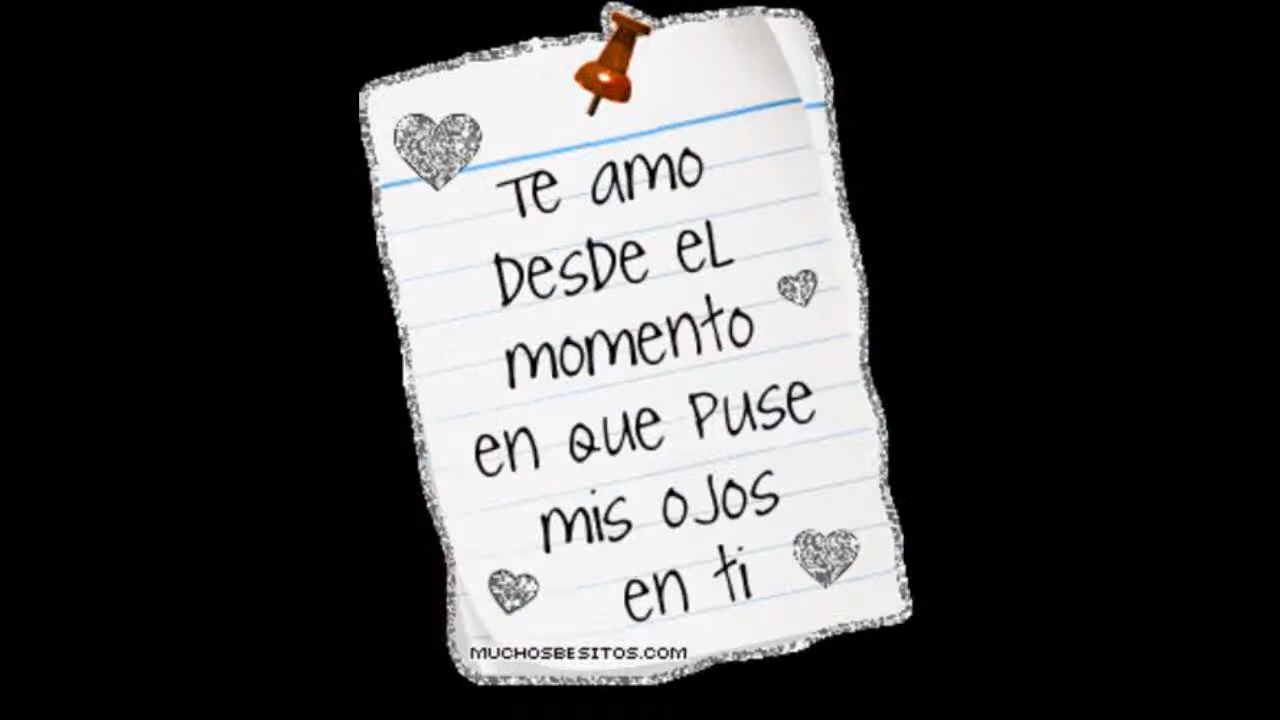 Te amo
DesDe eL
momento
en que Puse
mis oJos
en ti
MUCHOSBESITOS.COM